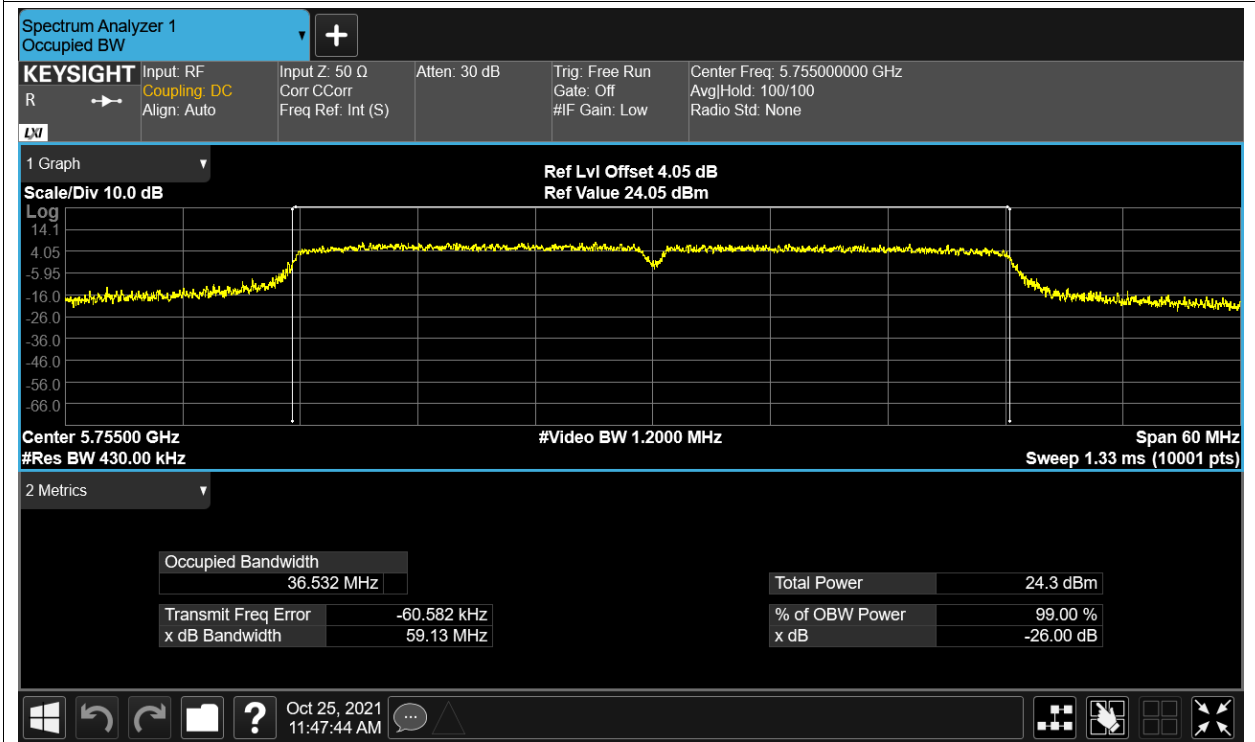 Spectrum Analyzer 1
Occupied BW
KEYSIGHT
R
LXI
Input: RF
Coupling: DC
Align: Auto
Input Z: 50 Ω
Corr CCorr
Freq Ref: Int (S)
Atten: 30 dB
Trig: Free Run
Gate: Off
#IF Gain: Low
Center Freq: 5.755000000 GHz
Avg|Hold: 100/100
Radio Std: None
1 Graph
Scale/Div 10.0 dB
Ref Lvl Offset 4.05 dB
Ref Value 24.05 dBm
Log
14.1
4.05
-5.95
-16.0
-26.0
-36.0
-46.0
-56.0
-66.0
Center 5.75500 GHz
#Video BW 1.2000 MHz
Span 60 MHz
#Res BW 430.00 kHz
Sweep 1.33 ms (10001 pts)
2 Metrics
Occupied Bandwidth
36.532 MHz
Transmit Freq Error -60.582 kHz
x dB Bandwidth 59.13 MHz
Total Power 24.3 dBm
% of OBW Power 99.00 %
x dB -26.00 dB
?
Oct 25, 2021
11:47:44 AM